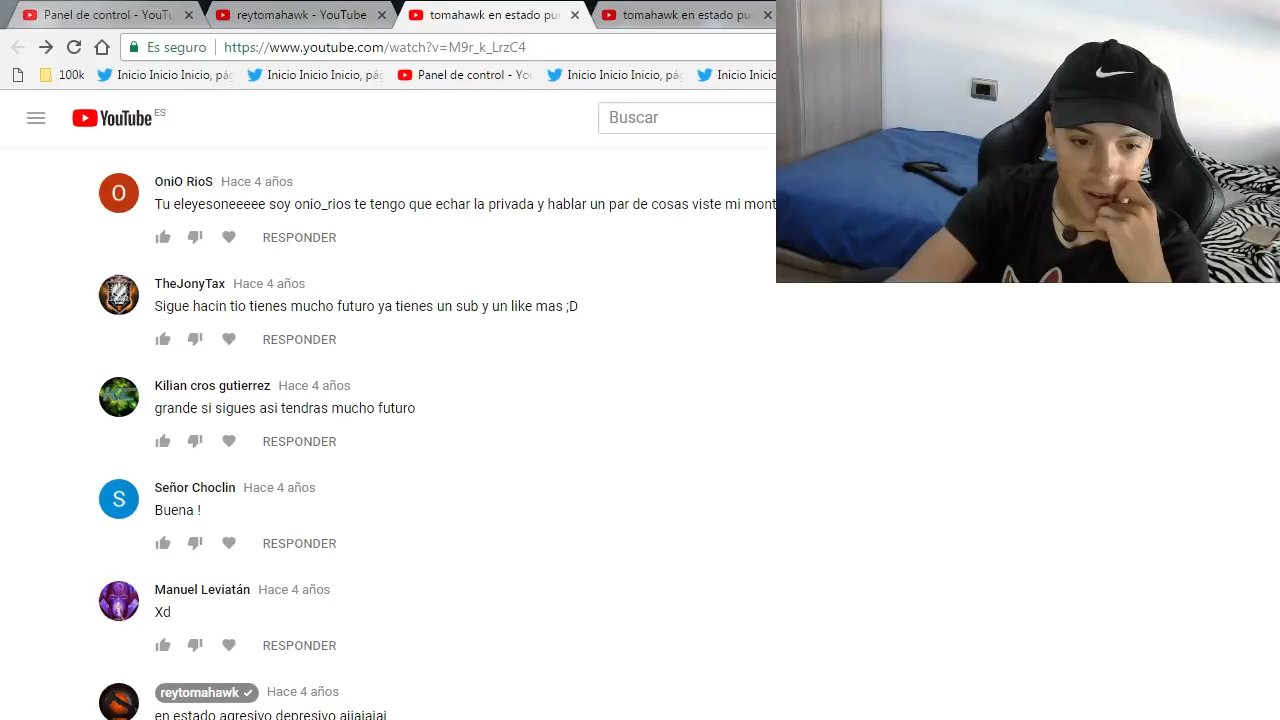 Panel de control - YouTu
reytomahawk - YouTube
tomahawk en estado pu
tomahawk en estado pu
Es seguro
https://www.youtube.com/watch?v=M9r_k_LrzC4
100k
Inicio Inicio Inicio, pág
Inicio Inicio Inicio, pág
Panel de control - You
Inicio Inicio Inicio, pág
Inicio Inicio
YouTube ES
Buscar
OniO RioS Hace 4 años
Tu eleyesoneeeee soy onio_rios te tengo que echar la privada y hablar un par de cosas viste mi mont
RESPONDER
TheJonyTax Hace 4 años
Sigue hacin tio tienes mucho futuro ya tienes un sub y un like mas ;D
RESPONDER
Kilian cros gutierrez Hace 4 años
grande si sigues asi tendras mucho futuro
RESPONDER
Señor Choclin Hace 4 años
Buena !
RESPONDER
Manuel Leviatán Hace 4 años
Xd
RESPONDER
reytomahawk Hace 4 años
en estado agresivo depresivo ajjajajaj